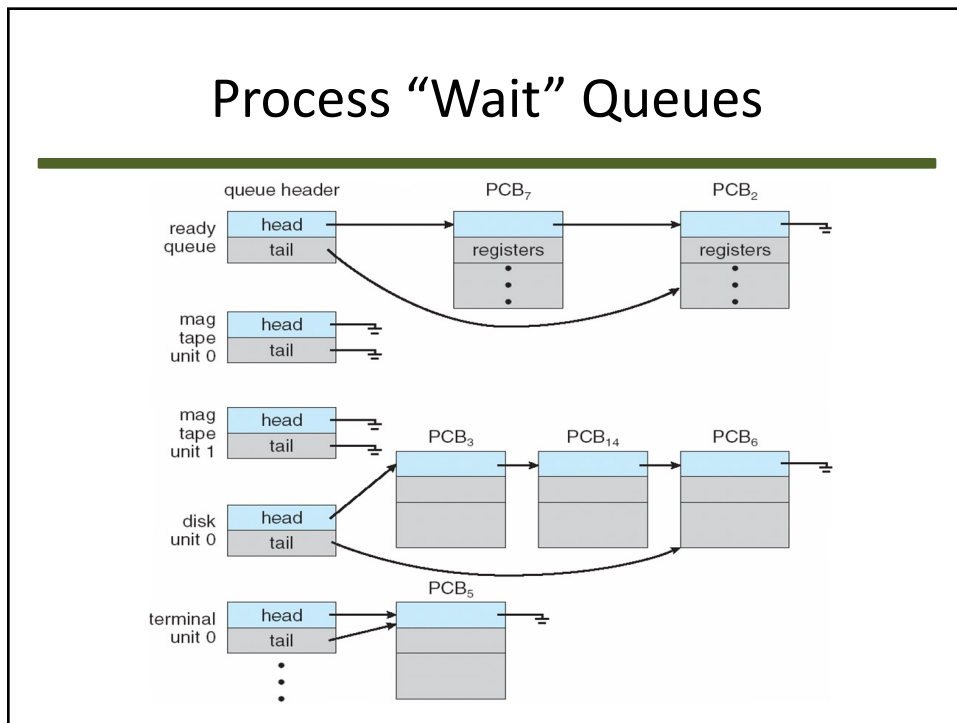 Process “Wait” Queues
queue header PCB₇ PCB₂
ready
queue
head
tail
registers registers
mag
tape
unit 0
head
tail
mag
tape
unit 1
head
tail
PCB₃ PCB₁₄ PCB₆
disk
unit 0
head
tail
PCB₅
terminal
unit 0
head
tail